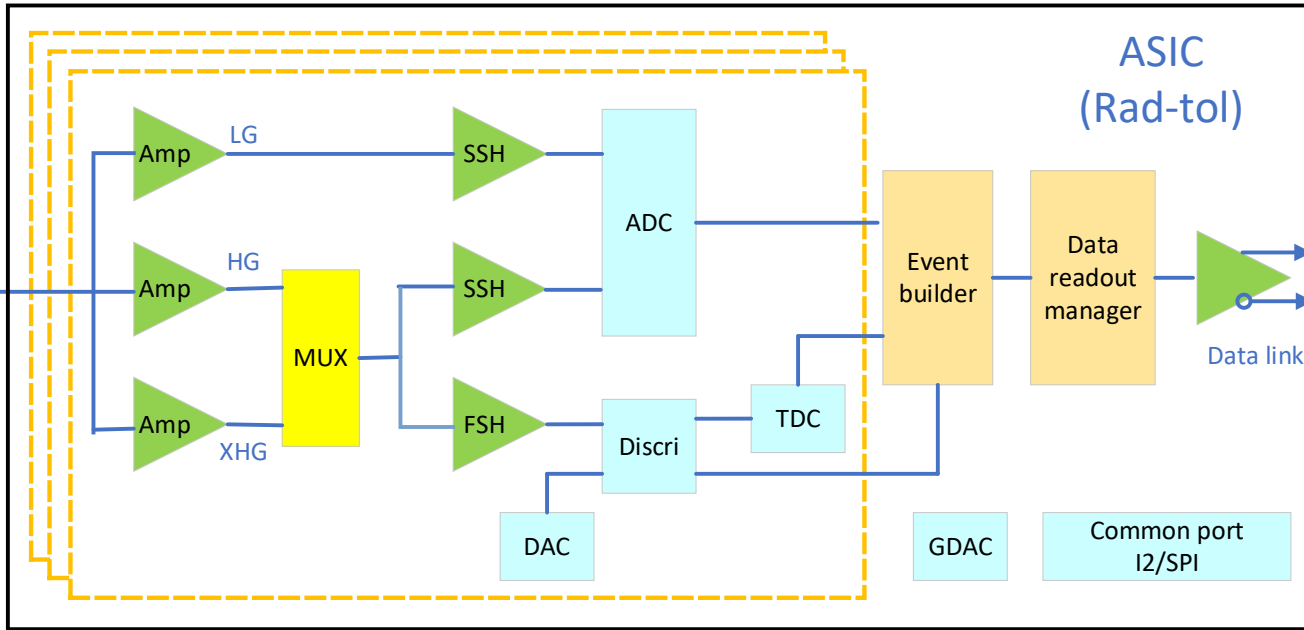 ASIC
(Rad-tol)
LG
Amp
SSH
ADC
HG
Amp
SSH
MUX
Amp
XHG
FSH
Discri
TDC
DAC
Event
builder
Data
readout
manager
Data link
GDAC
Common port
I2/SPI